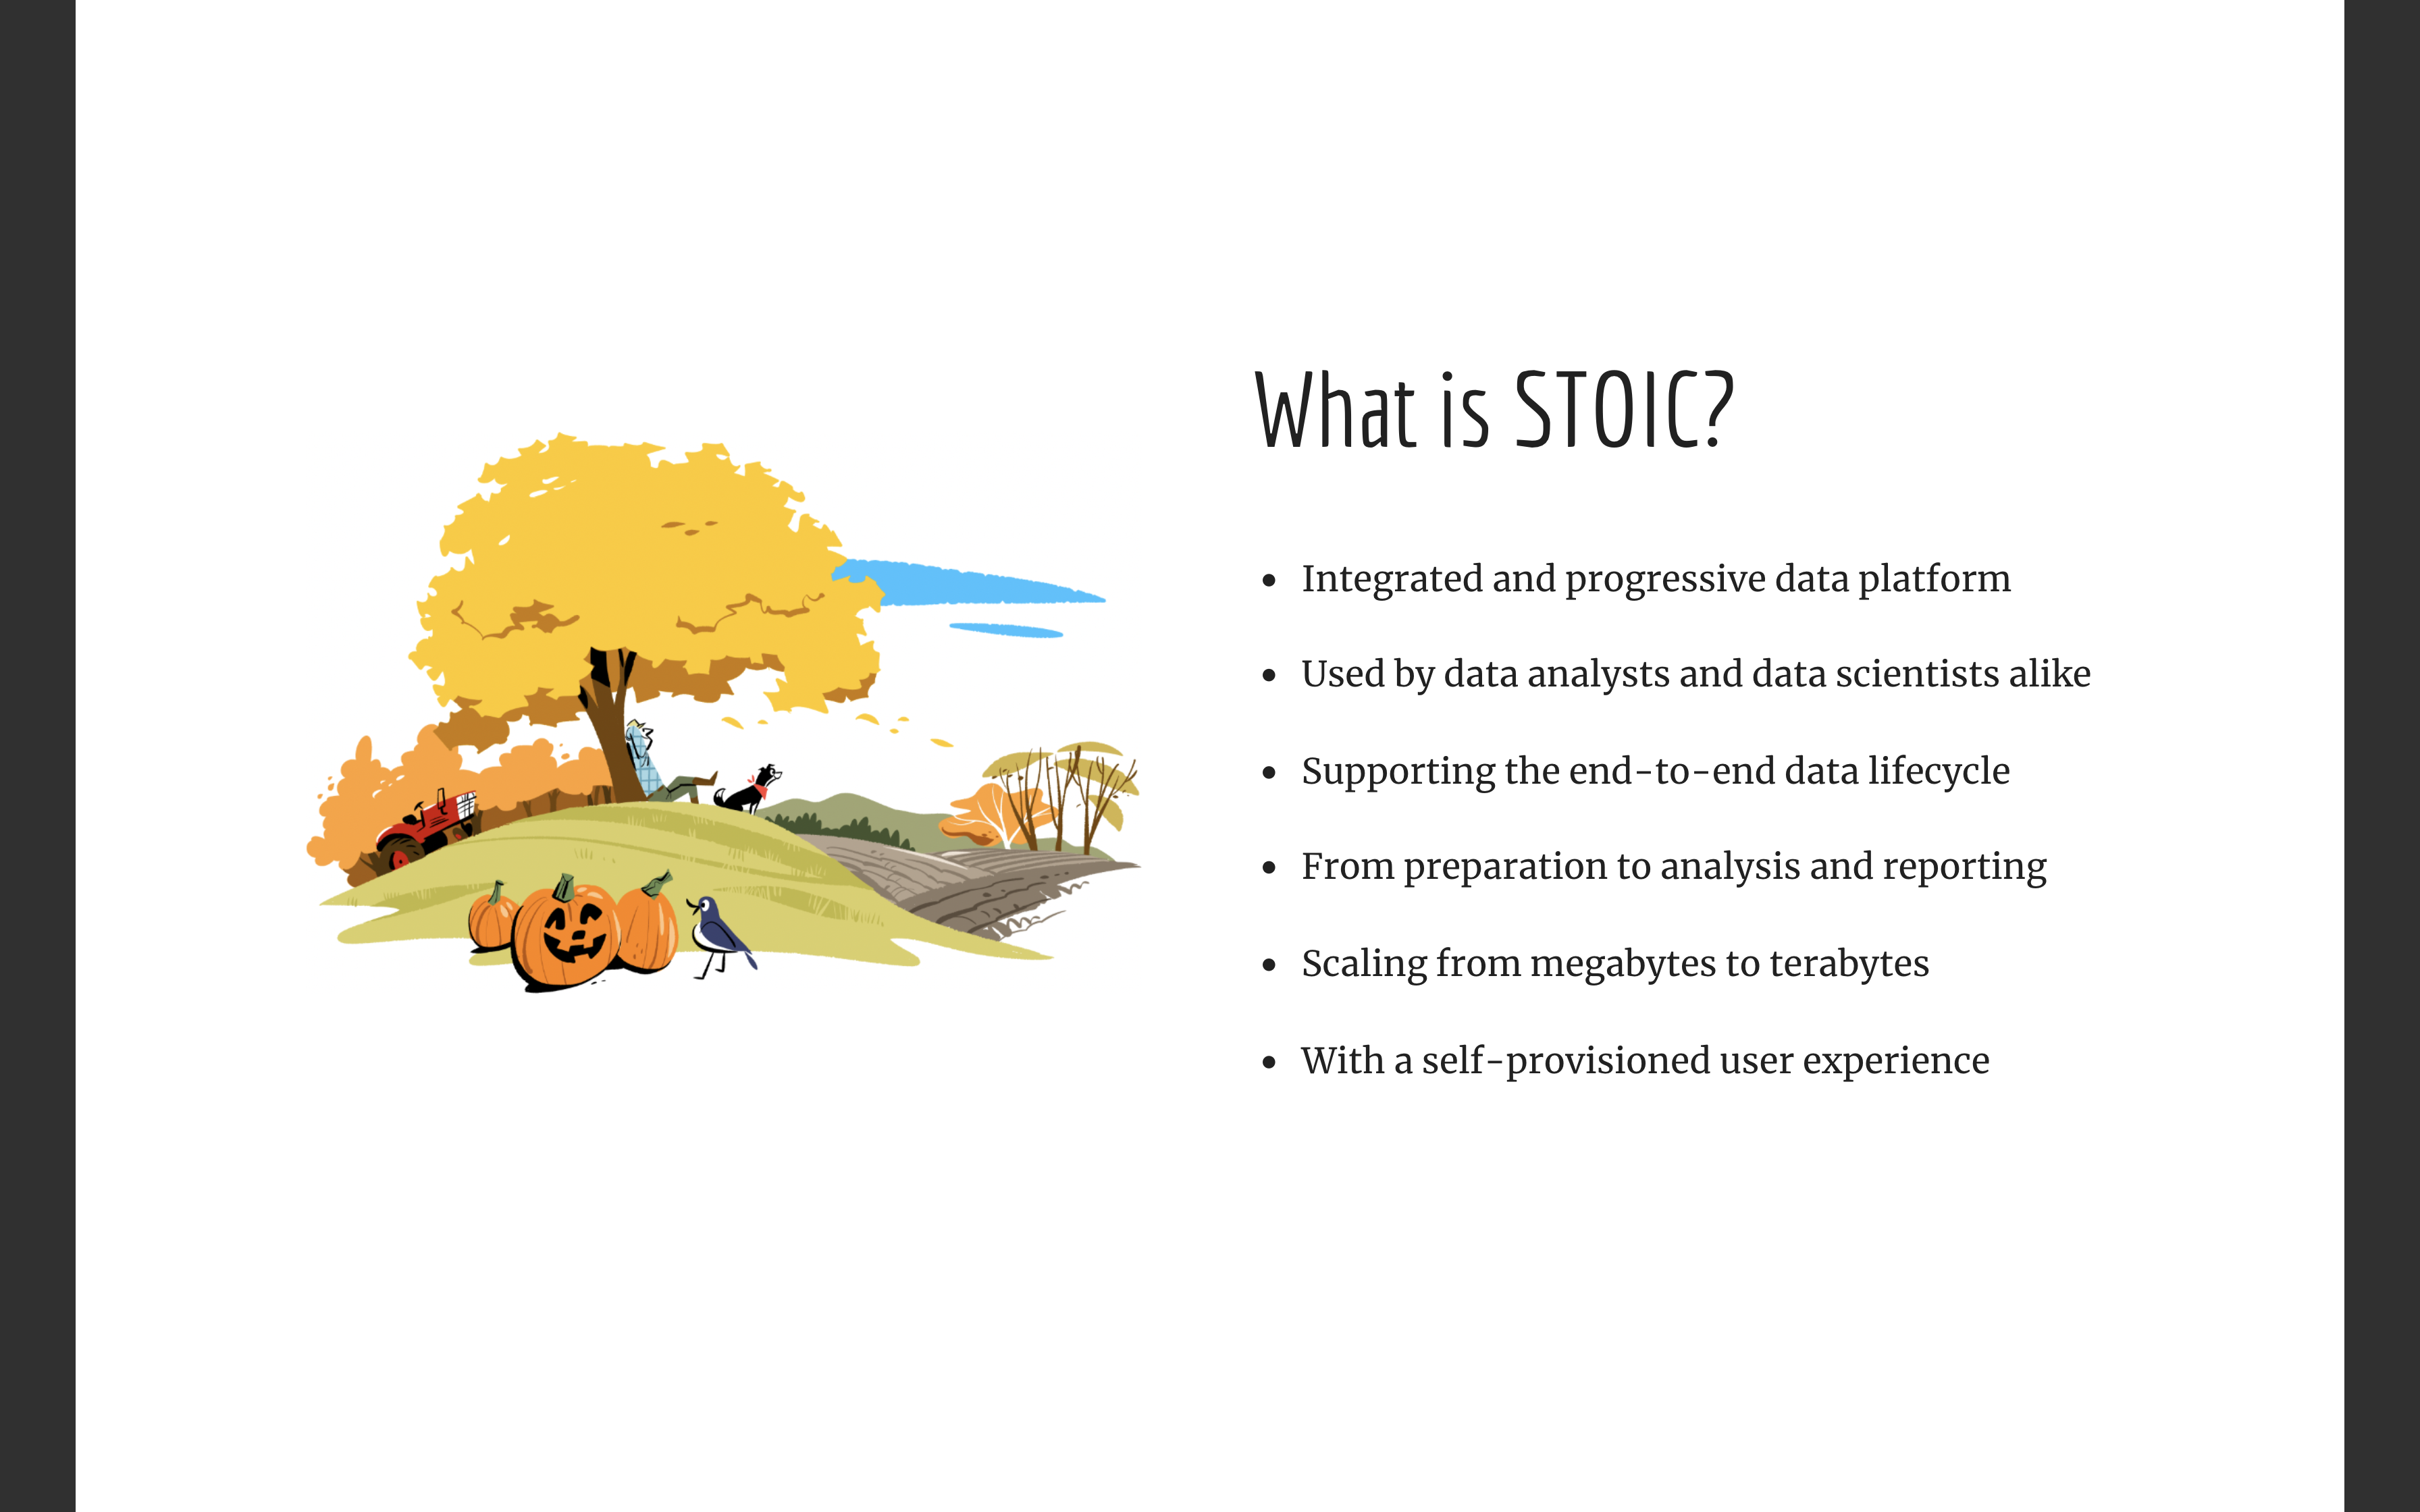 What is STOIC?
• Integrated and progressive data platform
• Used by data analysts and data scientists alike
• Supporting the end-to-end data lifecycle
• From preparation to analysis and reporting
• Scaling from megabytes to terabytes
• With a self-provisioned user experience